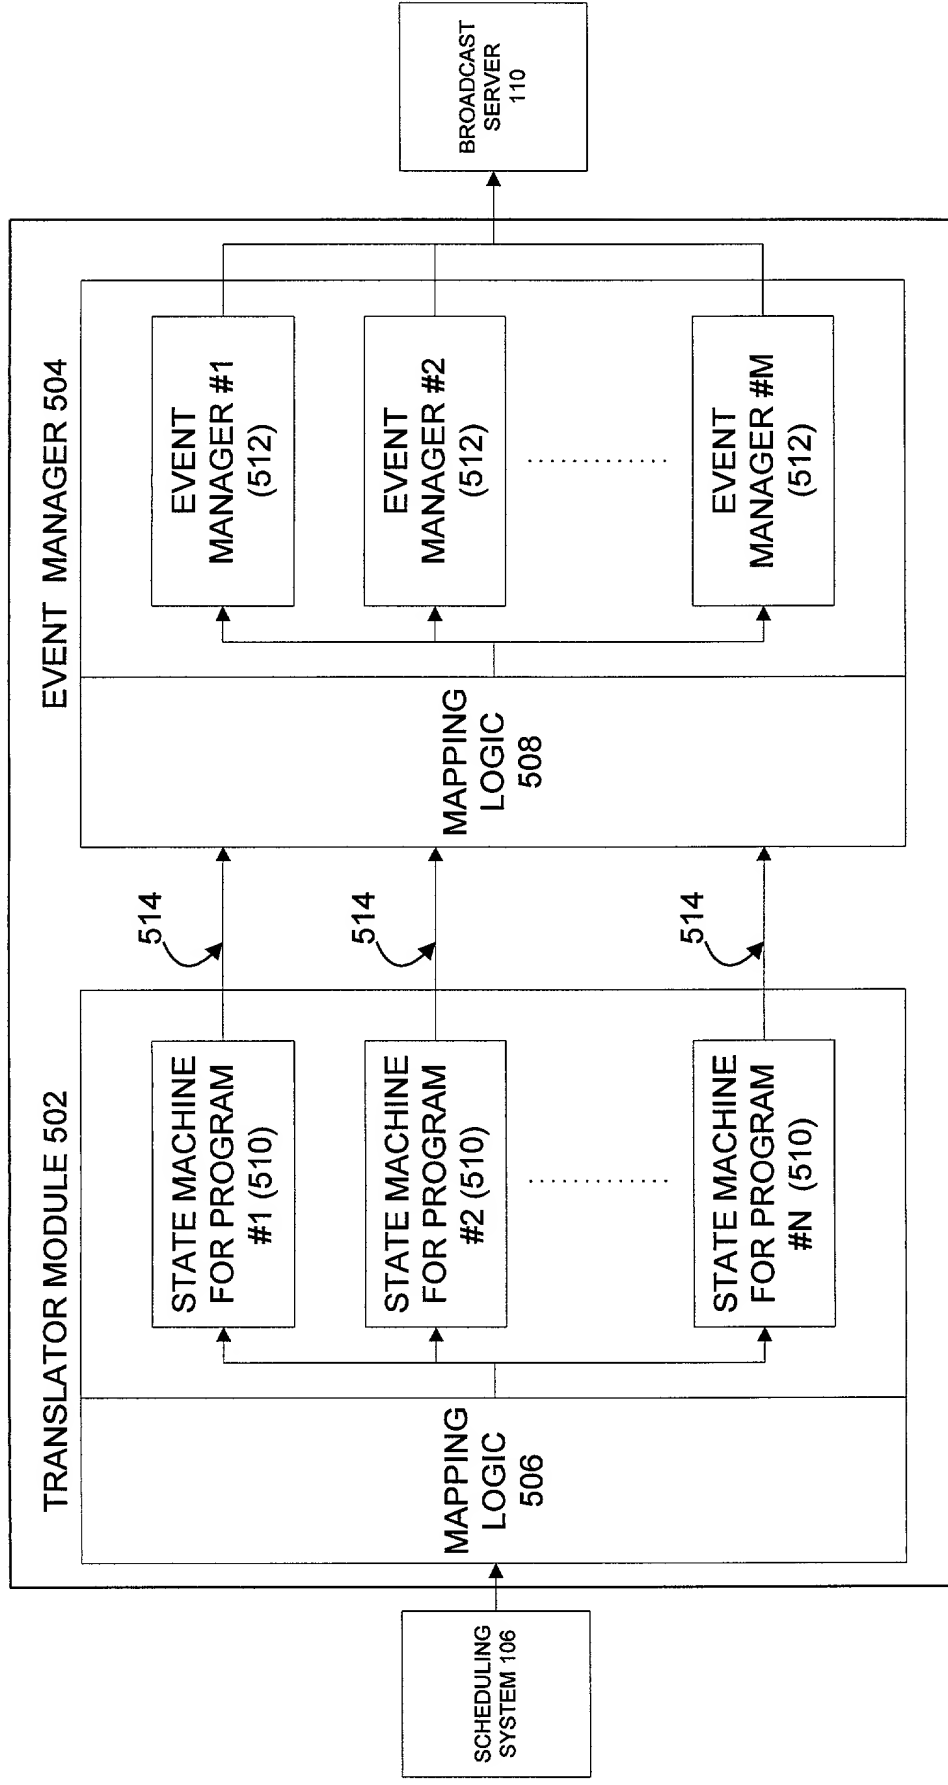 TRANSLATOR MODULE 502
EVENT MANAGER 504
SCHEDULING
SYSTEM 106
MAPPING
LOGIC
506
STATE MACHINE
FOR PROGRAM
#1 (510)
STATE MACHINE
FOR PROGRAM
#2 (510)
STATE MACHINE
FOR PROGRAM
#N (510)
514
514
514
MAPPING
LOGIC
508
EVENT
MANAGER #1
(512)
EVENT
MANAGER #2
(512)
EVENT
MANAGER #M
(512)
BROADCAST
SERVER
110